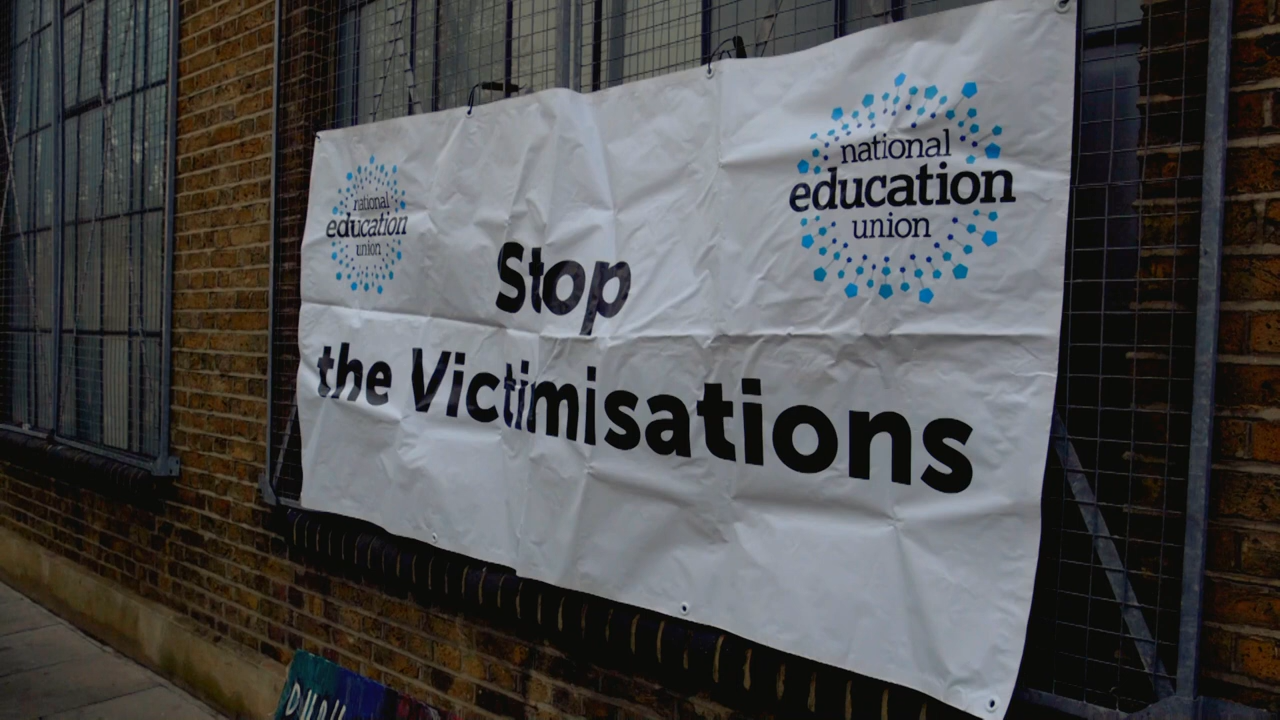 national
education
union
national
education
union
Stop
the Victimisations